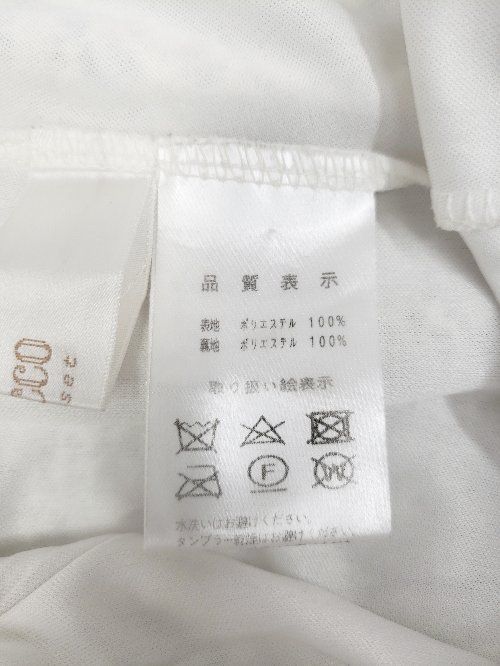 品質表示
表地 ポリエステル 100%
裏地 ポリエステル 100%
取り扱い絵表示
F
W
水洗いはお避けください。
タンブラー乾燥はお避けください
CCO
tes